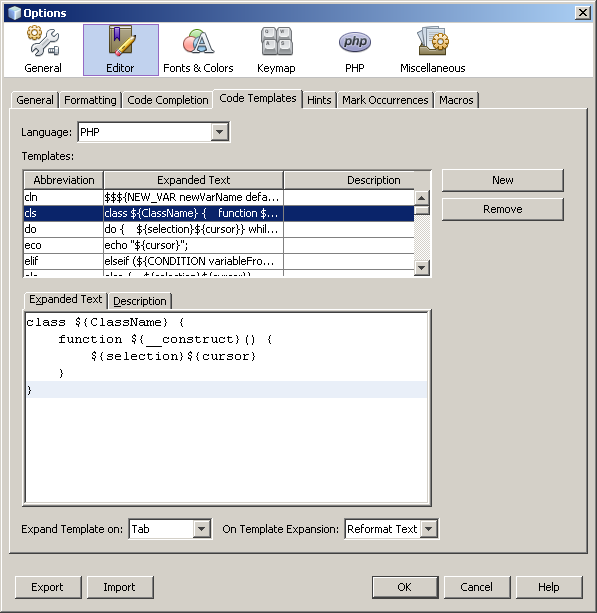 Options
General Editor Fonts & Colors Keymap PHP Miscellaneous
php
General Formatting Code Completion Code Templates Hints Mark Occurrences Macros
Language: PHP
Templates:
Abbreviation Expanded Text Description
cln $$${NEW_VAR newVarName defa...
cls class ${ClassName} {    function $...
do do {    ${selection}${cursor}} whil...
eco echo "${cursor}";
elif elseif (${CONDITION variableFro...
New
Remove
Expanded Text Description
class ${ClassName} {
    function ${__construct}() {
        ${selection}${cursor}
    }
}
Expand Template on: Tab On Template Expansion: Reformat Text
Export Import OK Cancel Help